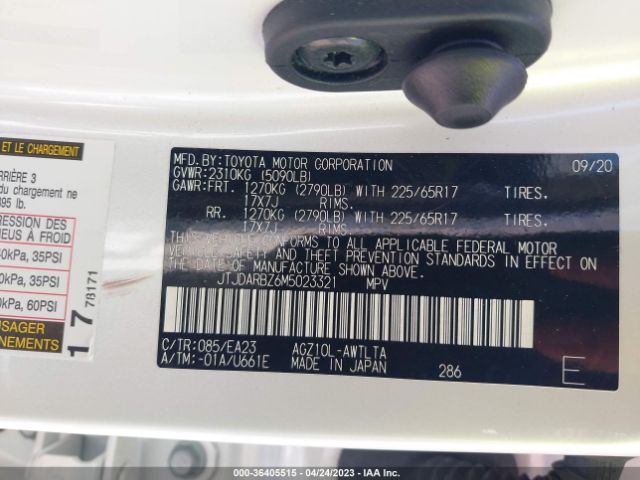 ET LE CHARGEMENT
RRIÈRE 3
du chargement ne
95 lb.
RESSION DES
NEUS À FROID
0kPa, 35PSI
0kPa, 35PSI
0kPa, 60PSI
USAGER
17 78171
MFD.BY:TOYOTA MOTOR CORPORATION 09/20
GVWR:2310KG (5090LB)
GAWR:FRT. 1270KG (2790LB) WITH 225/65R17 TIRES.
17X7J RIMS.
RR. 1270KG (2790LB) WITH 225/65R17 TIRES.
17X7J RIMS.
THIS VEHICLE CONFORMS TO ALL APPLICABLE FEDERAL MOTOR
VEHICLE SAFETY AND THEFT PREVENTION STANDARDS IN EFFECT ON
THE DATE OF MANUFACTURE SHOWN ABOVE.
JTJDARBZ6M5023321 MPV
C/TR:085/EA23 AGZ10L-AWTLTA
A/TM:-01A/U661E MADE IN JAPAN 286 E
000-36405515 - 04/24/2023 - IAA Inc.